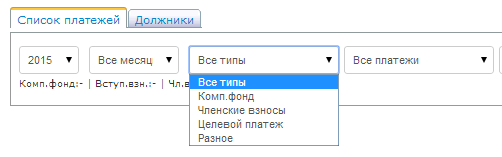 Список платежей Должники
2015 Все месяц Все типы Все платежи
Комп.фонд:- | Вступ.взн.:- | Чл.в
Все типы
Комп.фонд
Членские взносы
Целевой платеж
Разное